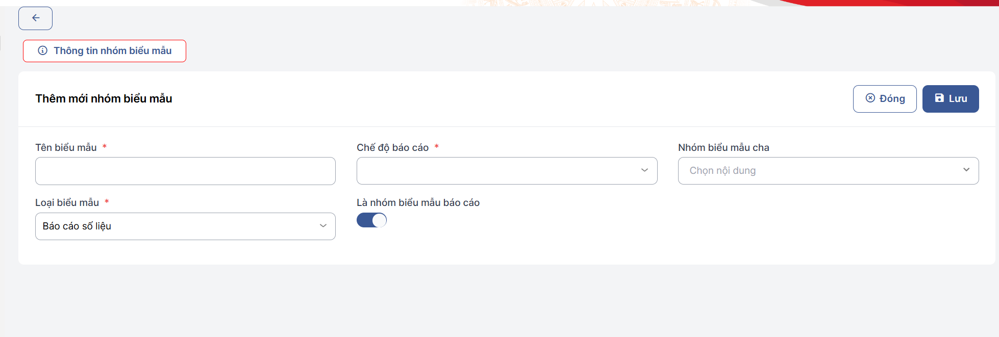 Thông tin nhóm biểu mẫu
Thêm mới nhóm biểu mẫu
Đóng
Lưu
Tên biểu mẫu *
Chế độ báo cáo *
Nhóm biểu mẫu cha
Chọn nội dung
Loại biểu mẫu *
Là nhóm biểu mẫu báo cáo
Báo cáo số liệu